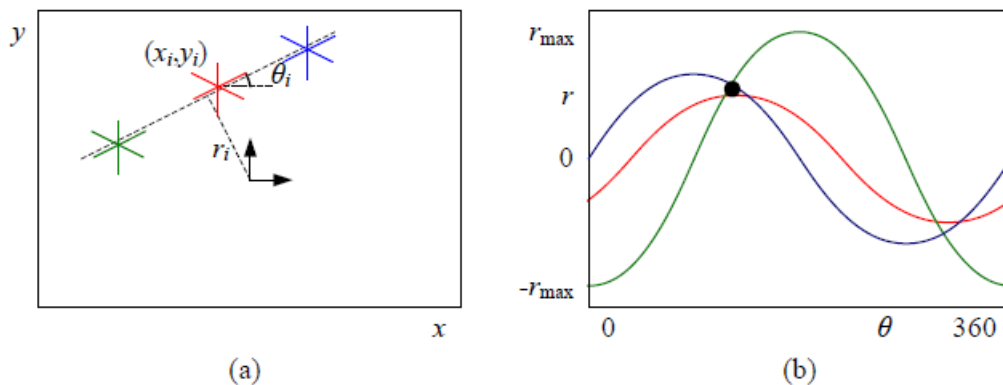 y
(xᵢ,yᵢ)
θᵢ
rᵢ
x
(a)
rmax
r
0
-rmax
0 θ 360
(b)